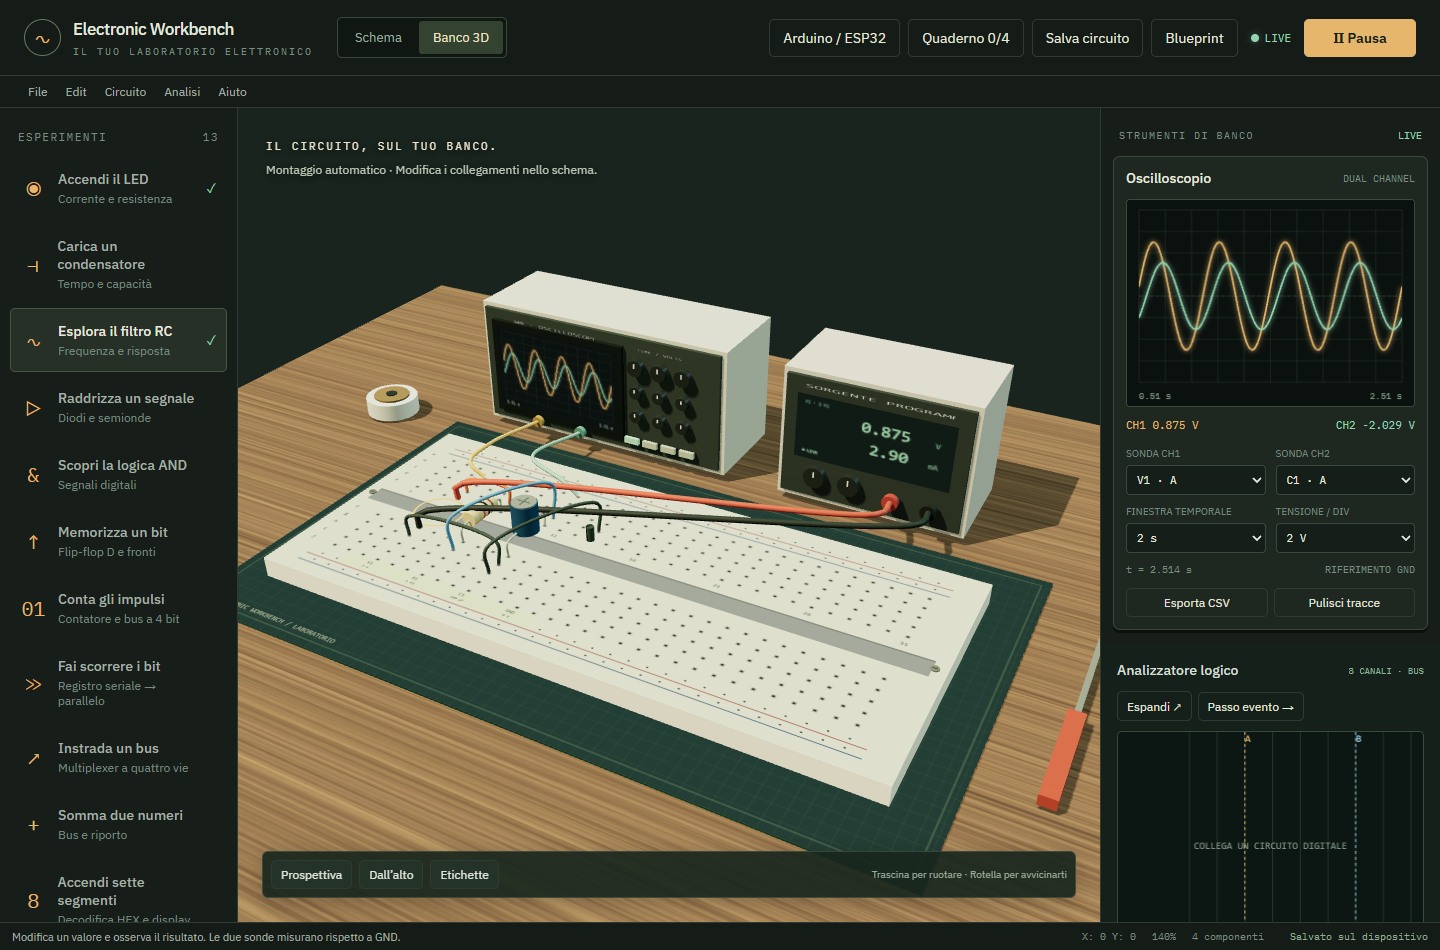 Electronic Workbench
IL TUO LABORATORIO ELETTRONICO
Schema
Banco 3D
Arduino / ESP32
Quaderno 0/4
Salva circuito
Blueprint
LIVE
II Pausa
File
Edit
Circuito
Analisi
Aiuto
ESPERIMENTI
13
Accendi il LED
Corrente e resistenza
Carica un
condensatore
Tempo e capacità
Esplora il filtro RC
Frequenza e risposta
Raddrizza un segnale
Diodi e semionde
&
Scopri la logica AND
Segnali digitali
Memorizza un bit
Flip-flop D e fronti
01
Conta gli impulsi
Contatore e bus a 4 bit
Fai scorrere i bit
Registro seriale →
parallelo
Instrada un bus
Multiplexer a quattro vie
+
Somma due numeri
Bus e riporto
8
Accendi sette
segmenti
Decodifica HEX e display
IL CIRCUITO, SUL TUO BANCO.
Montaggio automatico · Modifica i collegamenti nello schema.
SORGENTE PROGRAM
0.875 V
2.90 mA
WORKBENCH / LABORATORIO
Prospettiva
Dall’alto
Etichette
Trascina per ruotare · Rotella per avvicinarti
STRUMENTI DI BANCO
LIVE
Oscilloscopio
DUAL CHANNEL
0.51 s
2.51 s
CH1 0.875 V
CH2 -2.029 V
SONDA CH1
SONDA CH2
V1 · A
C1 · A
FINESTRA TEMPORALE
TENSIONE / DIV
2 s
2 V
t = 2.514 s
RIFERIMENTO GND
Esporta CSV
Pulisci tracce
Analizzatore logico
8 CANALI · BUS
Espandi ↗
Passo evento →
A
B
COLLEGA UN CIRCUITO DIGITALE
Modifica un valore e osserva il risultato. Le due sonde misurano rispetto a GND.
X: 0 Y: 0
140%
4 componenti
Salvato sul dispositivo